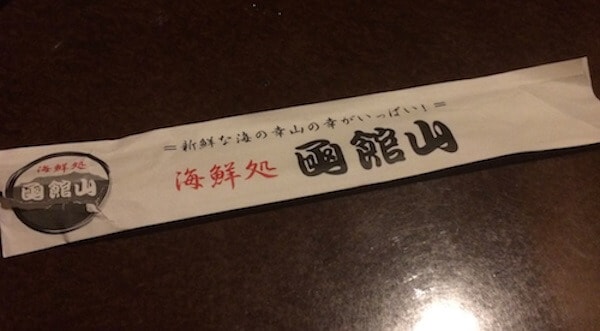 =新鮮な海の幸山の幸がいっぱい!=
海鮮処 函館山
海鮮処
函館山